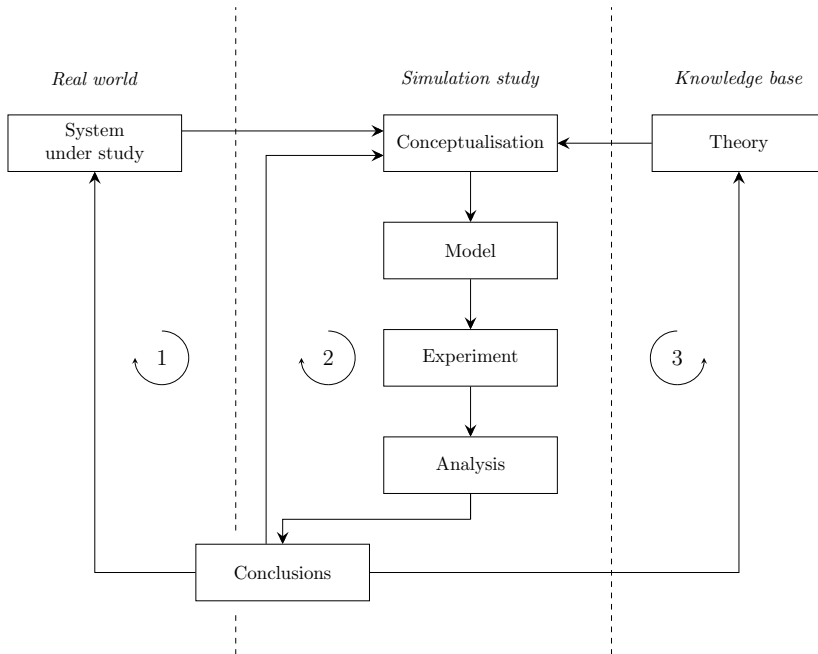 Real world
Simulation study
Knowledge base
System
under study
Conceptualisation
Theory
Model
1
2
Experiment
3
Analysis
Conclusions